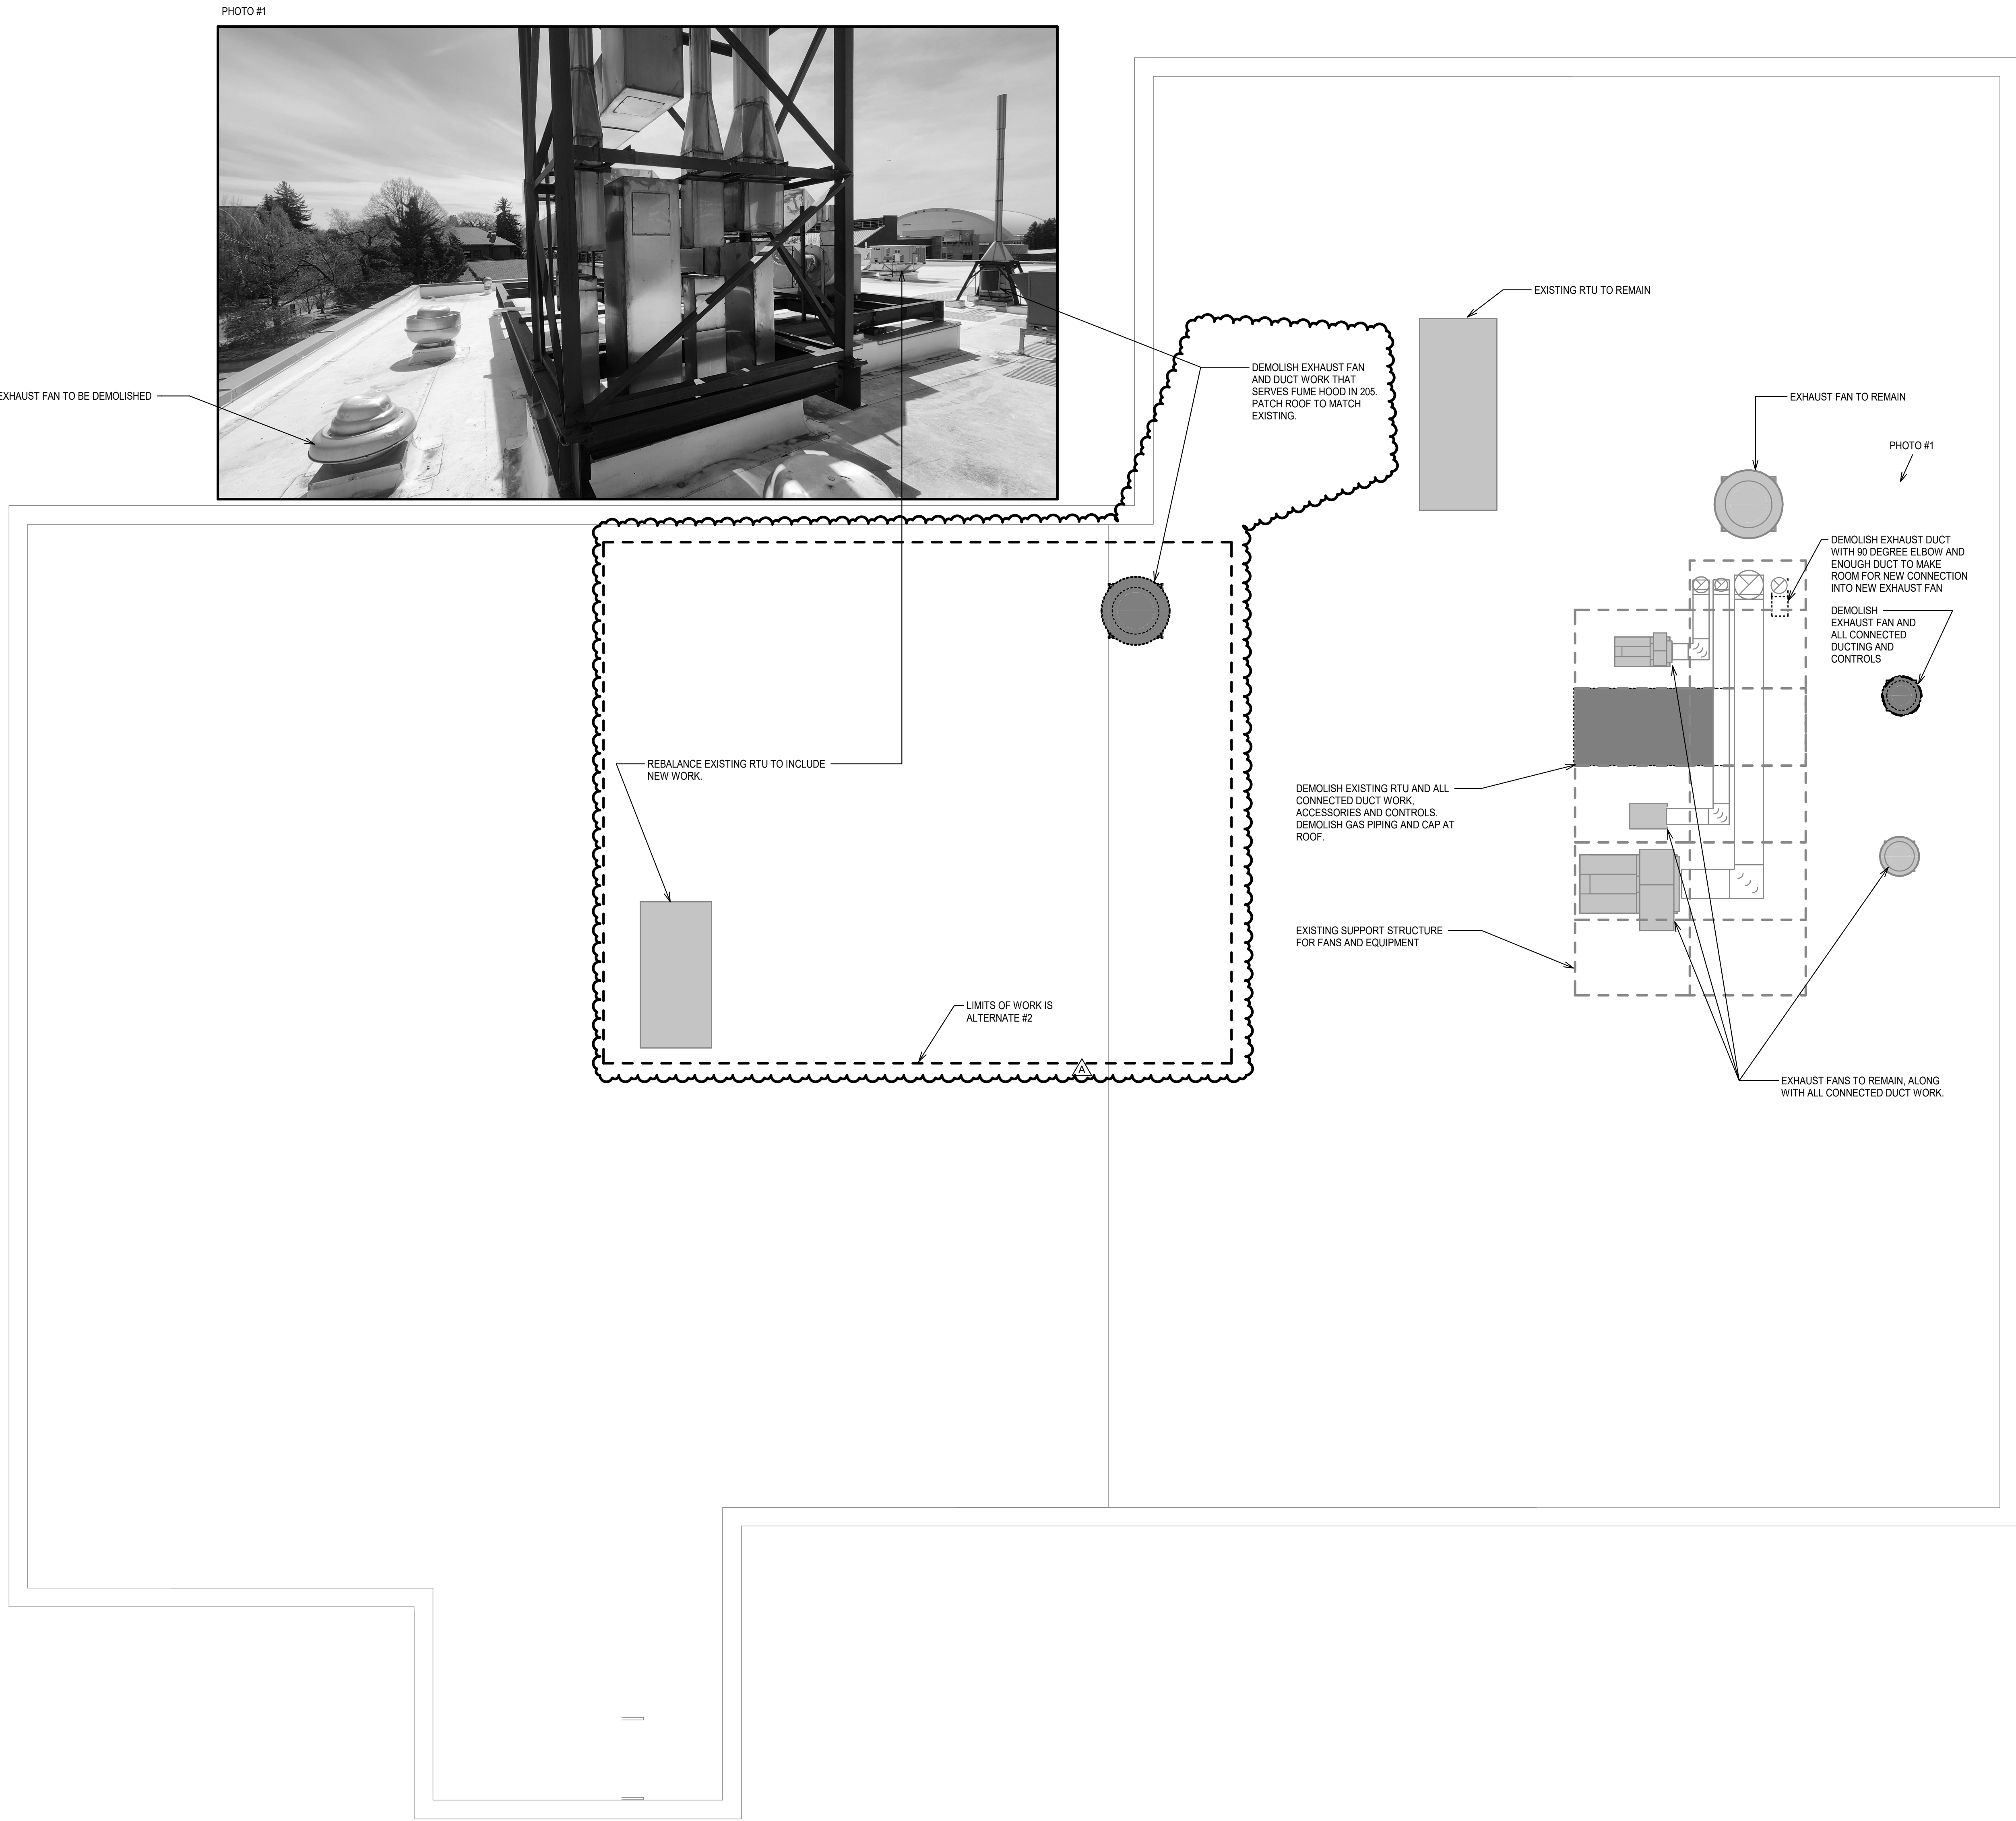 PHOTO #1
EXISTING RTU TO REMAIN
DEMOLISH EXHAUST FAN
AND DUCT WORK THAT
SERVES FUME HOOD IN 205.
PATCH ROOF TO MATCH
EXISTING.
EXHAUST FAN TO BE DEMOLISHED
EXHAUST FAN TO REMAIN
PHOTO #1
DEMOLISH EXHAUST DUCT
WITH 90 DEGREE ELBOW AND
ENOUGH DUCT TO MAKE
ROOM FOR NEW CONNECTION
INTO NEW EXHAUST FAN
DEMOLISH
EXHAUST FAN AND
ALL CONNECTED
DUCTING AND
CONTROLS
REBALANCE EXISTING RTU TO INCLUDE
NEW WORK.
DEMOLISH EXISTING RTU AND ALL
CONNECTED DUCT WORK,
ACCESSORIES AND CONTROLS.
DEMOLISH GAS PIPING AND CAP AT
ROOF.
EXISTING SUPPORT STRUCTURE
FOR FANS AND EQUIPMENT
LIMITS OF WORK IS
ALTERNATE #2
A
EXHAUST FANS TO REMAIN, ALONG
WITH ALL CONNECTED DUCT WORK.